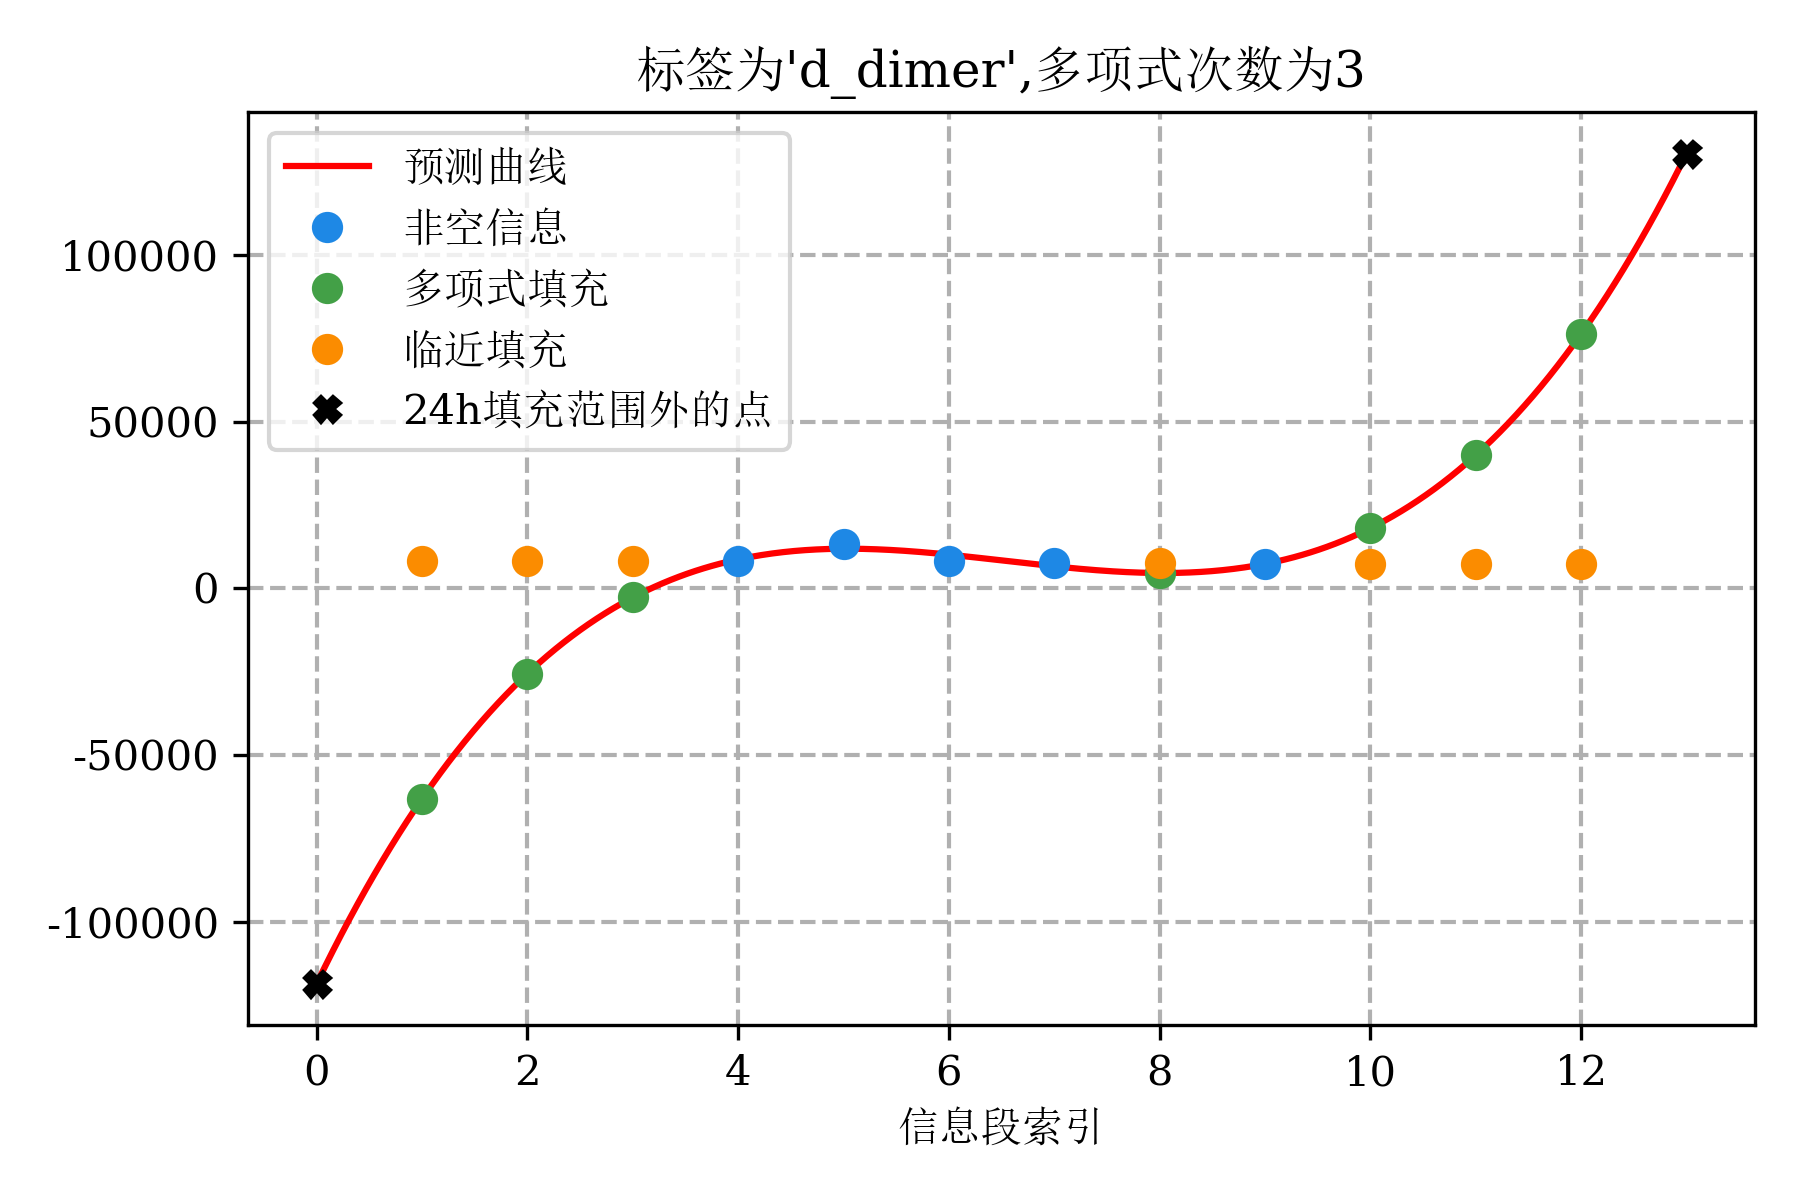 标签为'd_dimer',多项式次数为3
预测曲线
非空信息
多项式填充
临近填充
24h填充范围外的点
100000
50000
0
-50000
-100000
0 2 4 6 8 10 12
信息段索引